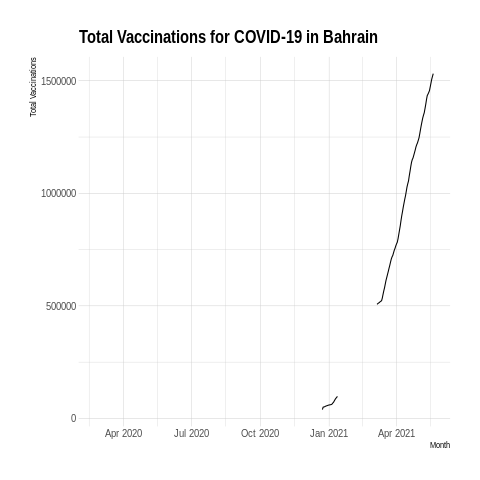 Total Vaccinations for COVID-19 in Bahrain
Total Vaccinations
1500000
1000000
500000
0
Apr 2020 Jul 2020 Oct 2020 Jan 2021 Apr 2021
Month